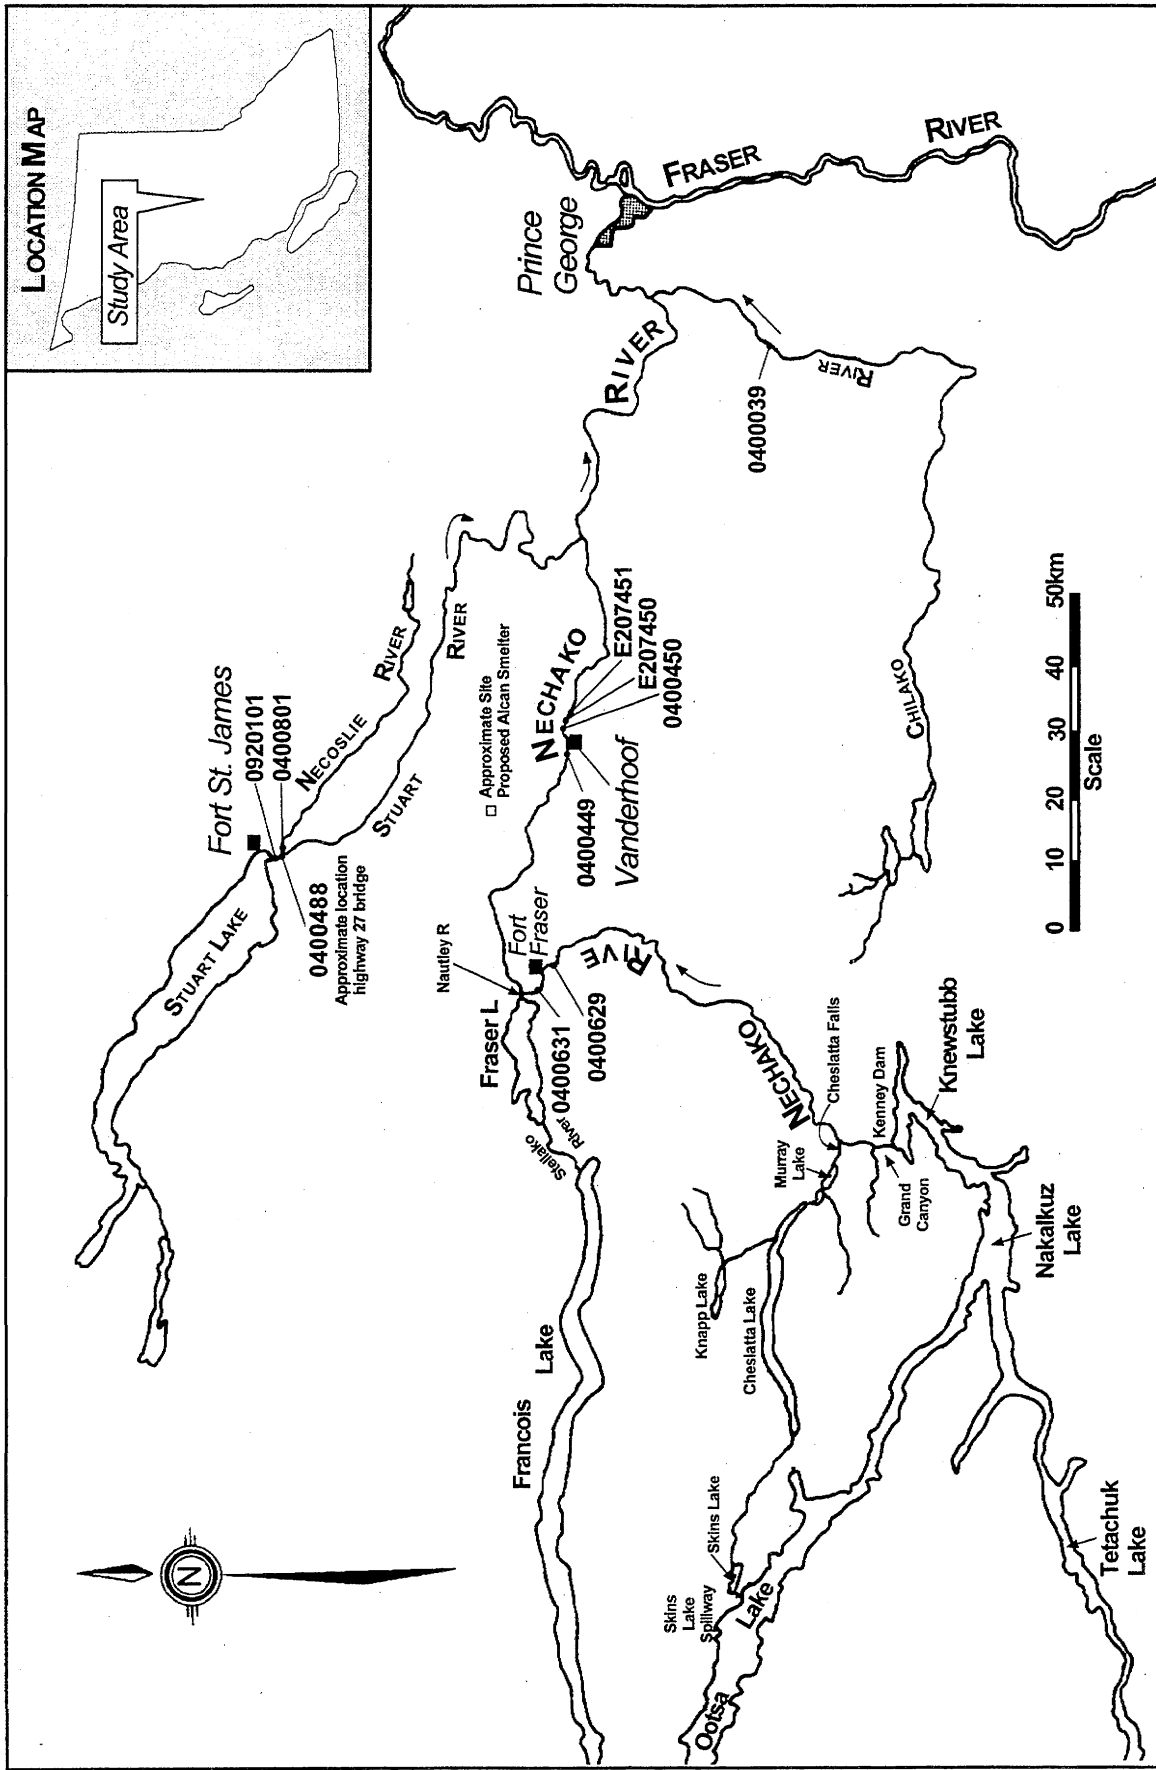 LOCATION MAP
Study Area
Fort St. James
0920101
0400801
STUART LAKE
0400488
Approximate location
highway 27 bridge
NECOSLIE
RIVER
STUART
RIVER
Approximate Site
Proposed Alcan Smelter
Prince
George
FRASER
RIVER
NECHAKO
RIVER
E207451
E207450
0400450
Vanderhoof
0400449
Nautley R
Fort
Fraser
Fraser L
0400631
0400629
Stellako
River
Francois
Lake
NECHAKO
RIVE
0400039
RIVER
CHILAKO
Cheslatta Falls
Murray
Lake
Kenney Dam
Grand
Canyon
Knewstubb
Lake
Knapp Lake
Cheslatta Lake
Nakalkuz
Lake
Skins Lake
Skins
Lake
Spillway
Ootsa
Lake
Tetachuk
Lake
N
0
10
20
30
40
50km
Scale